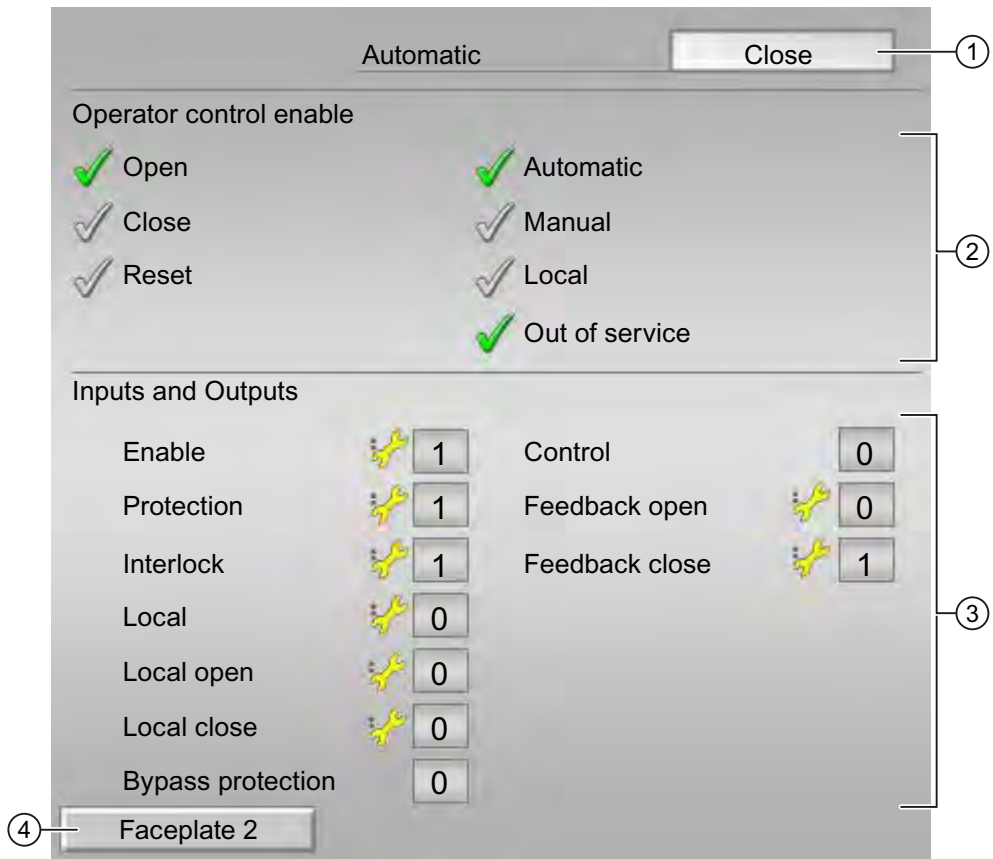 Automatic Close ①
Operator control enable
Open Automatic
Close Manual
②
Reset Local
Out of service
Inputs and Outputs
Enable 1 Control 0
Protection 1 Feedback open 0
Interlock 1 Feedback close 1
③
Local 0
Local open 0
Local close 0
Bypass protection 0
④ Faceplate 2